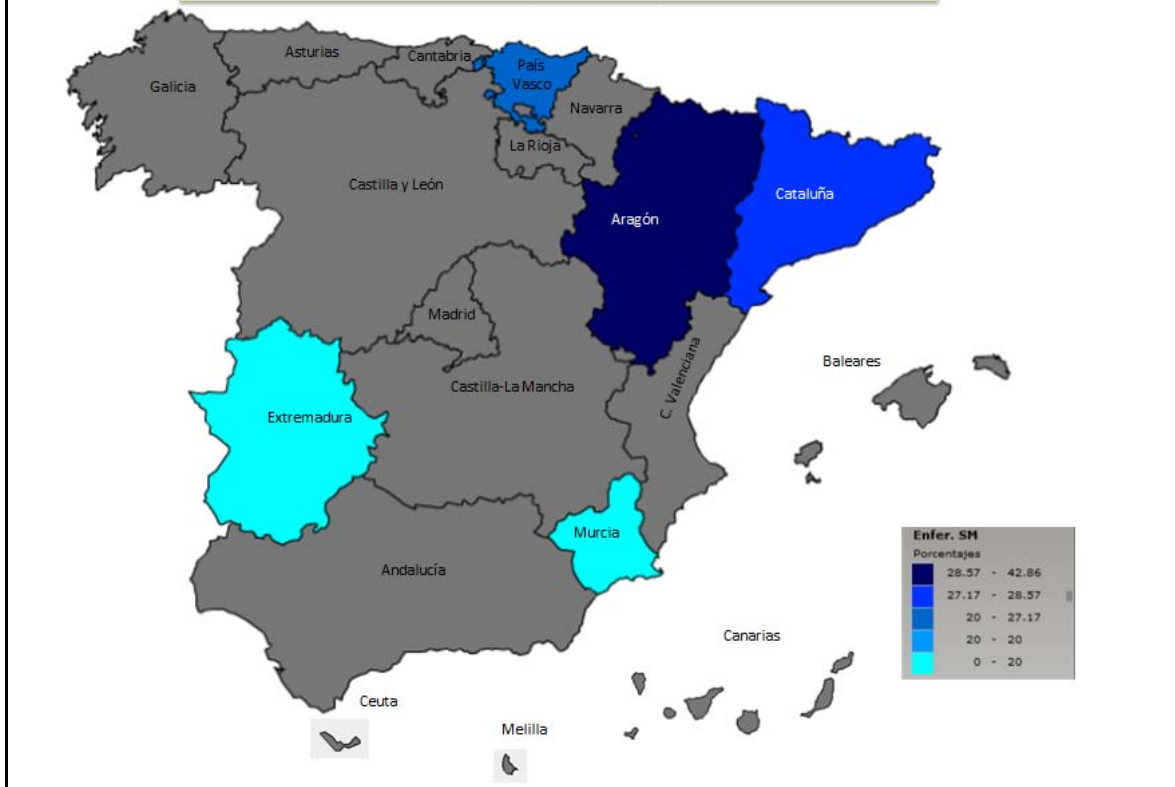 Asturias
Cantabria
País
Vasco
Galicia
Navarra
La Rioja
Castilla y León
Cataluña
Aragón
Madrid
Baleares
C. Valenciana
Castilla-La Mancha
Extremadura
Murcia
Enfer. SM
Porcentajes
28.57 - 42.86
27.17 - 28.57
20 - 27.17
20 - 20
0 - 20
Andalucía
Canarias
Ceuta
Melilla